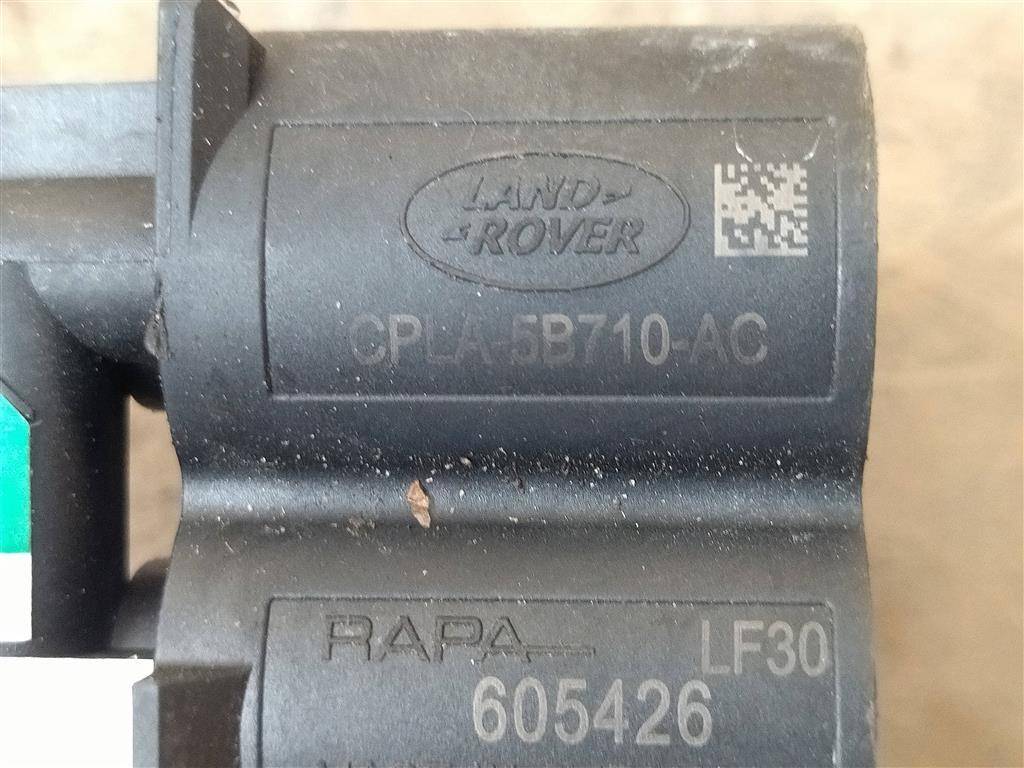 LAND
ROVER
CPLA-5B710-AC
RAPA
LF30
605426